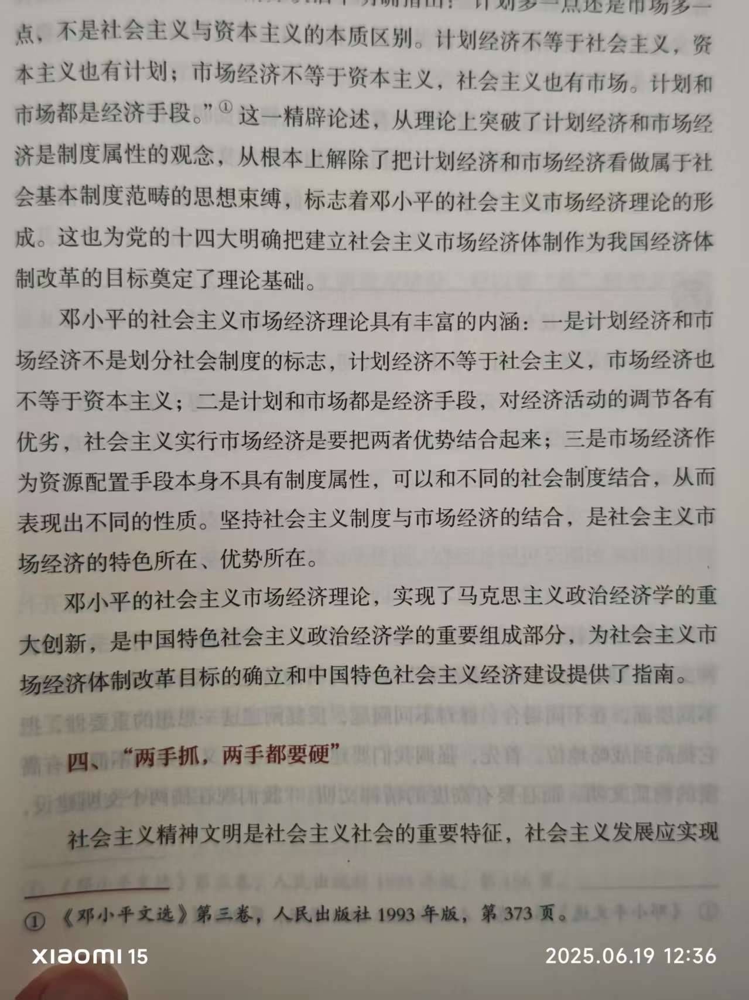 明确指出：“计划多一点还是市场多一
点，不是社会主义与资本主义的本质区别。计划经济不等于社会主义，资
本主义也有计划；市场经济不等于资本主义，社会主义也有市场。计划和
市场都是经济手段。”①这一精辟论述，从理论上突破了计划经济和市场经
济是制度属性的观念，从根本上解除了把计划经济和市场经济看做属于社
会基本制度范畴的思想束缚，标志着邓小平的社会主义市场经济理论的形
成。这也为党的十四大明确把建立社会主义市场经济体制作为我国经济体
制改革的目标奠定了理论基础。
邓小平的社会主义市场经济理论具有丰富的内涵：一是计划经济和市
场经济不是划分社会制度的标志，计划经济不等于社会主义，市场经济也
不等于资本主义；二是计划和市场都是经济手段，对经济活动的调节各有
优劣，社会主义实行市场经济是要把两者优势结合起来；三是市场经济作
为资源配置手段本身不具有制度属性，可以和不同的社会制度结合，从而
表现出不同的性质。坚持社会主义制度与市场经济的结合，是社会主义市
场经济的特色所在、优势所在。
邓小平的社会主义市场经济理论，实现了马克思主义政治经济学的重
大创新，是中国特色社会主义政治经济学的重要组成部分，为社会主义市
场经济体制改革目标的确立和中国特色社会主义经济建设提供了指南。
四、“两手抓，两手都要硬”
社会主义精神文明是社会主义社会的重要特征，社会主义发展应实现
①《邓小平文选》第三卷，人民出版社1993年版，第373页。
XIAOMI 15
2025.06.19 12:36